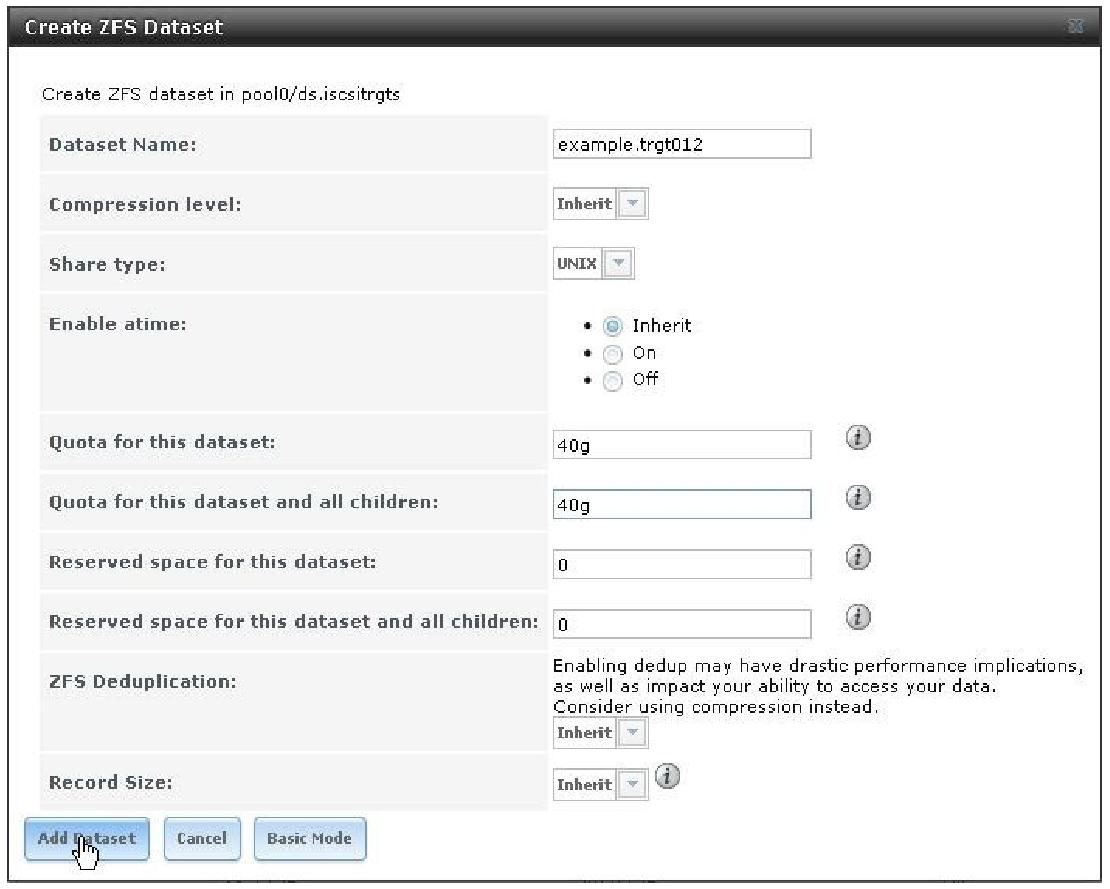 Create ZFS Dataset
Create ZFS dataset in pool0/ds.iscsitrgts
Dataset Name: example.trgt012
Compression level: Inherit
Share type: UNIX
Enable atime: Inherit
On
Off
Quota for this dataset: 40g
Quota for this dataset and all children: 40g
Reserved space for this dataset: 0
Reserved space for this dataset and all children: 0
ZFS Deduplication:
Enabling dedup may have drastic performance implications,
as well as impact your ability to access your data.
Consider using compression instead.
Inherit
Record Size: Inherit
Add Dataset Cancel Basic Mode